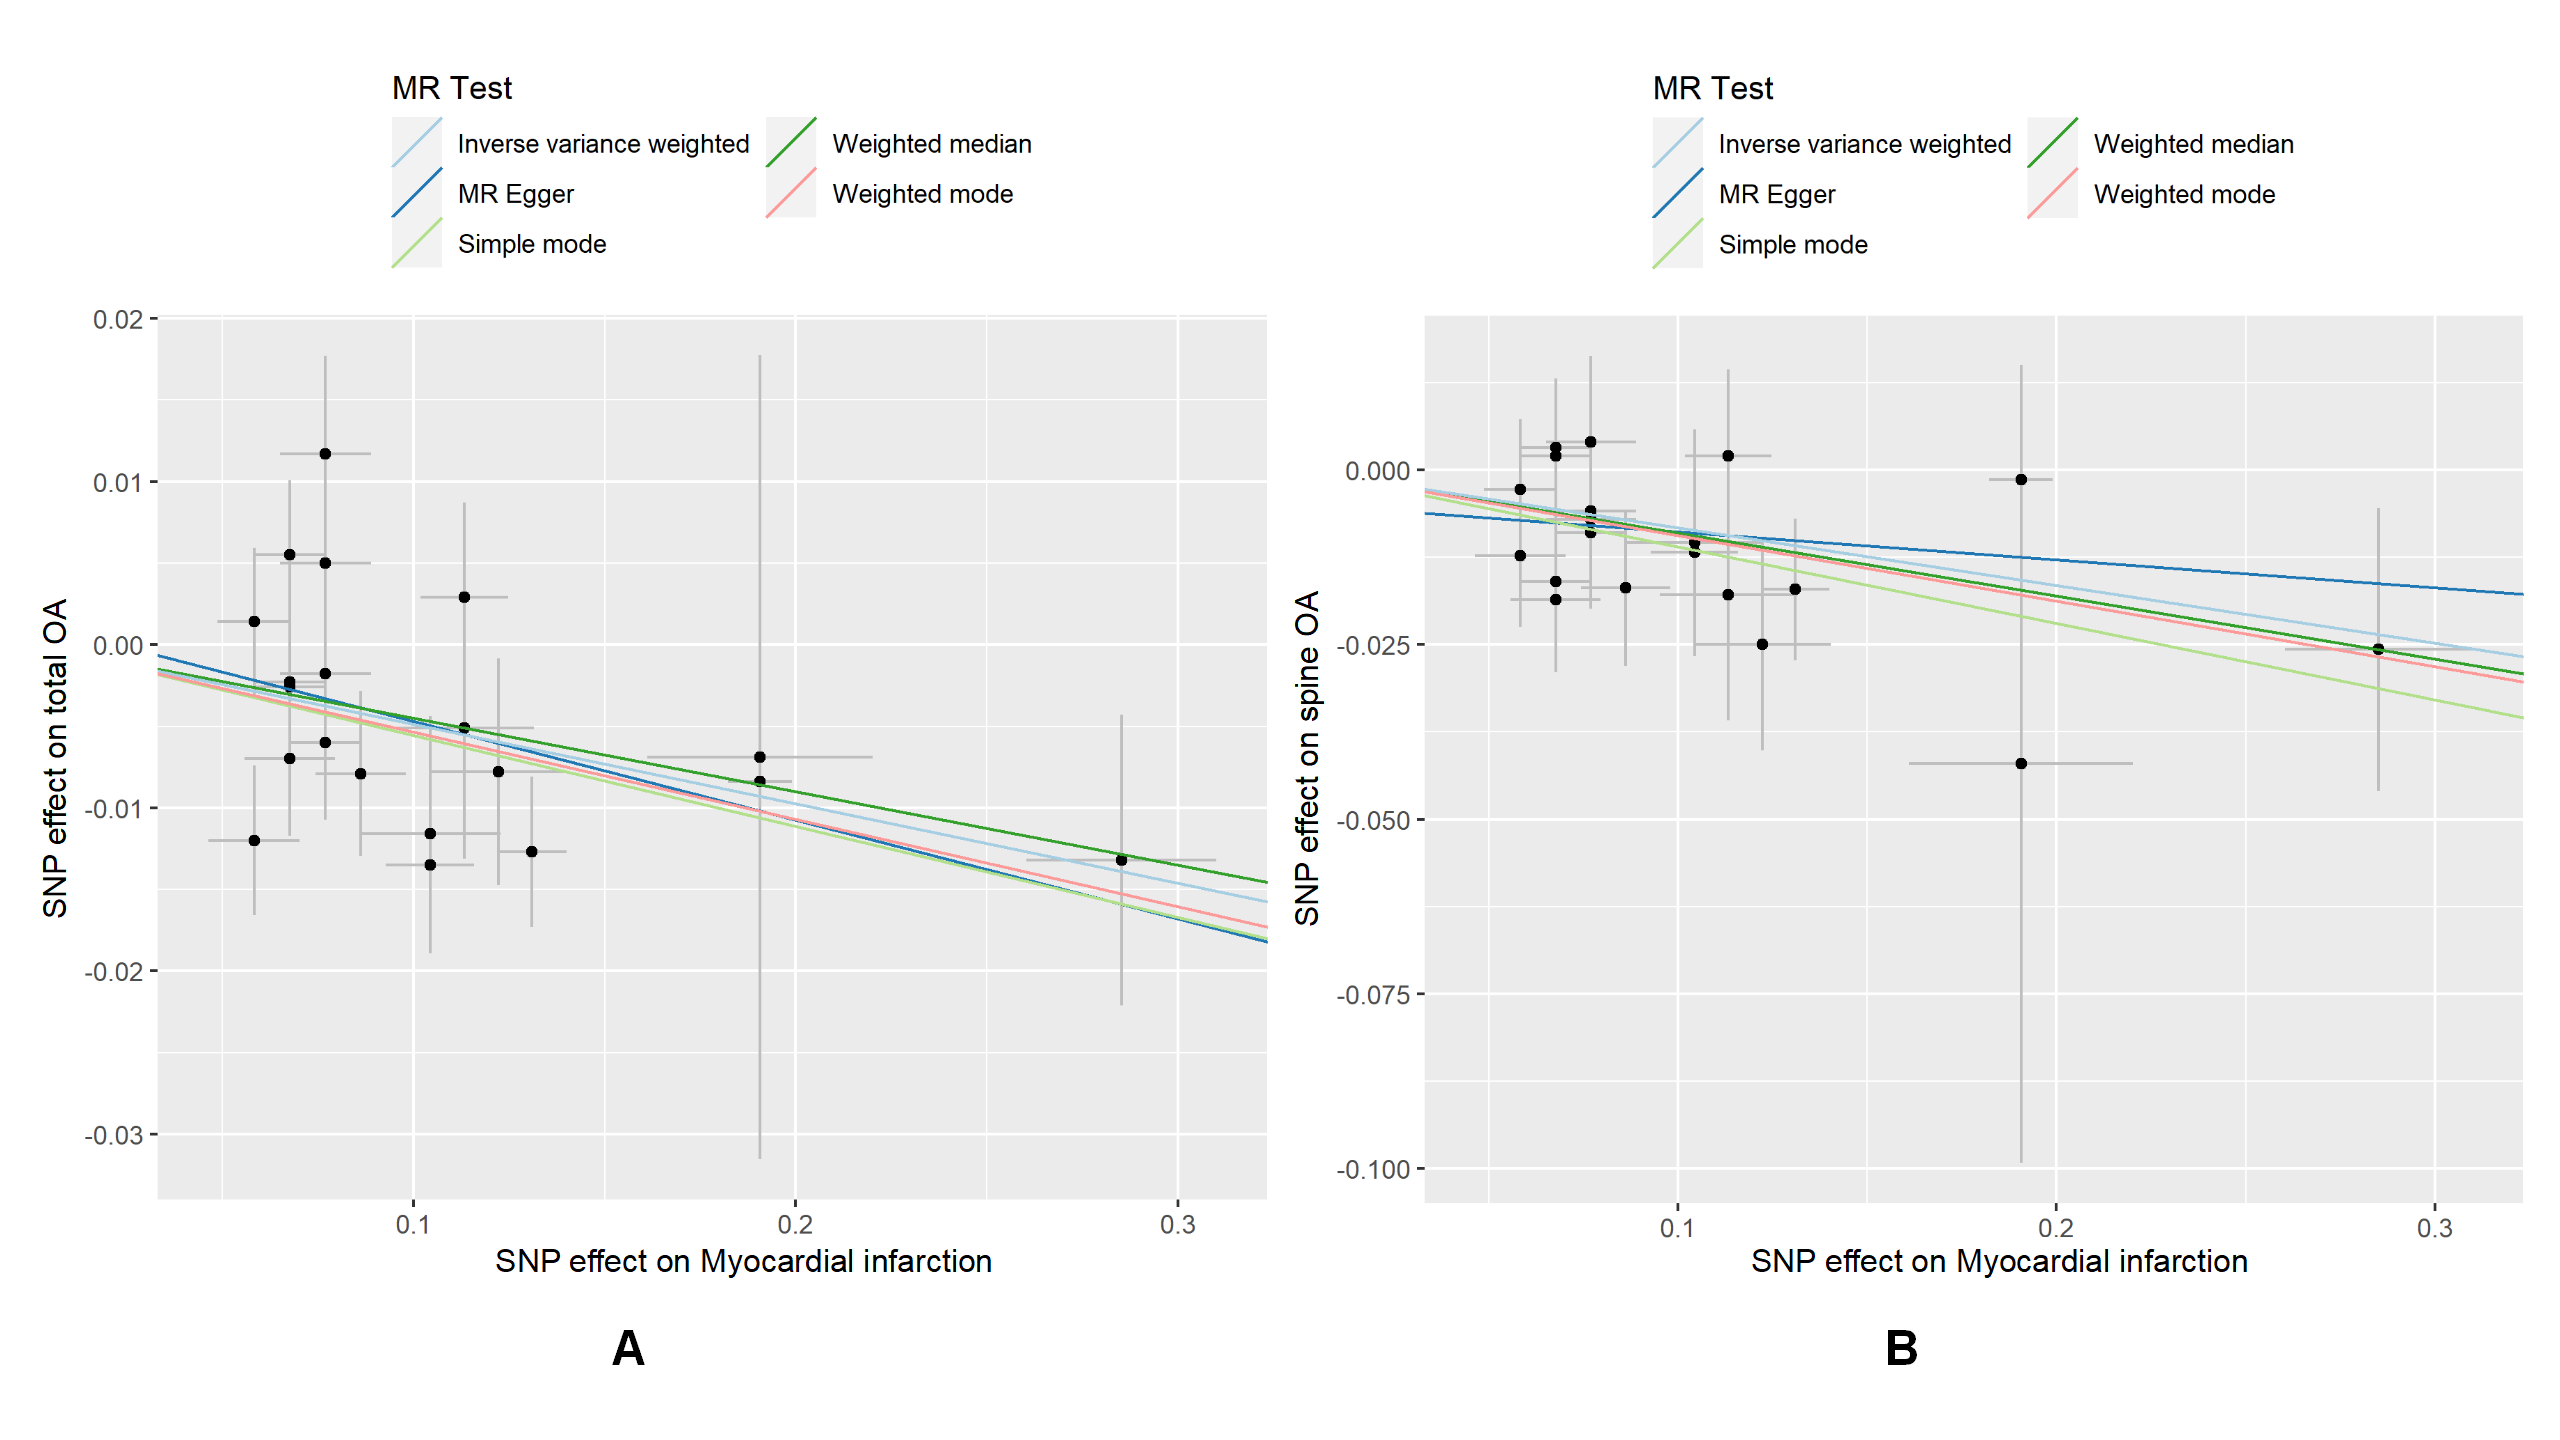 MR Test
Inverse variance weighted
Weighted median
MR Egger
Weighted mode
Simple mode
0.02
0.01
0.00
-0.01
-0.02
-0.03
SNP effect on total OA
0.1
0.2
0.3
SNP effect on Myocardial infarction
A
MR Test
Inverse variance weighted
Weighted median
MR Egger
Weighted mode
Simple mode
0.000
-0.025
-0.050
-0.075
-0.100
SNP effect on spine OA
0.1
0.2
0.3
SNP effect on Myocardial infarction
B